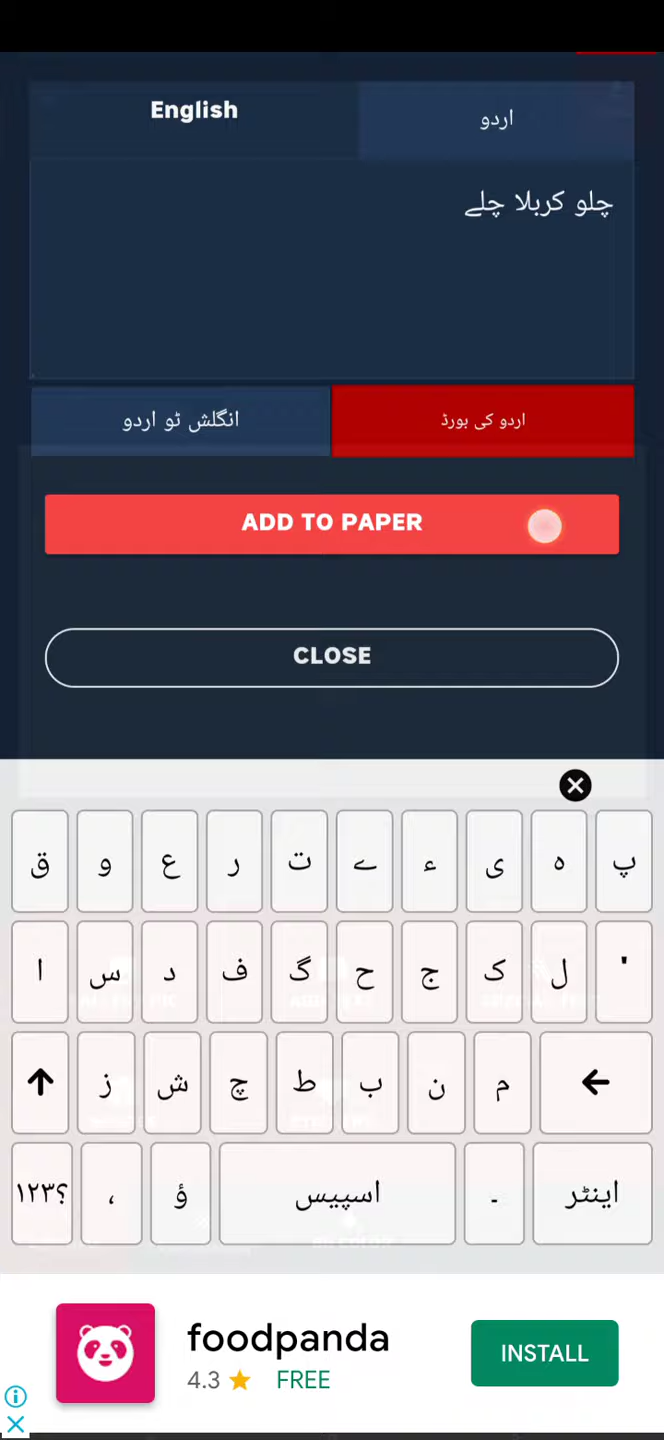 English
اردو
چلو کربلا چلے
انگلش ٹو اردو
اردو کی بورڈ
ADD TO PAPER
CLOSE
ق و ع ر ت ے ء ی ہ پ
ا س د ف گ ح ج ک ل '
ز ش چ ط ب ن م
۱۲۳؟ ، ؤ اسپیس ۔ اینٹر
foodpanda
4.3 FREE
INSTALL